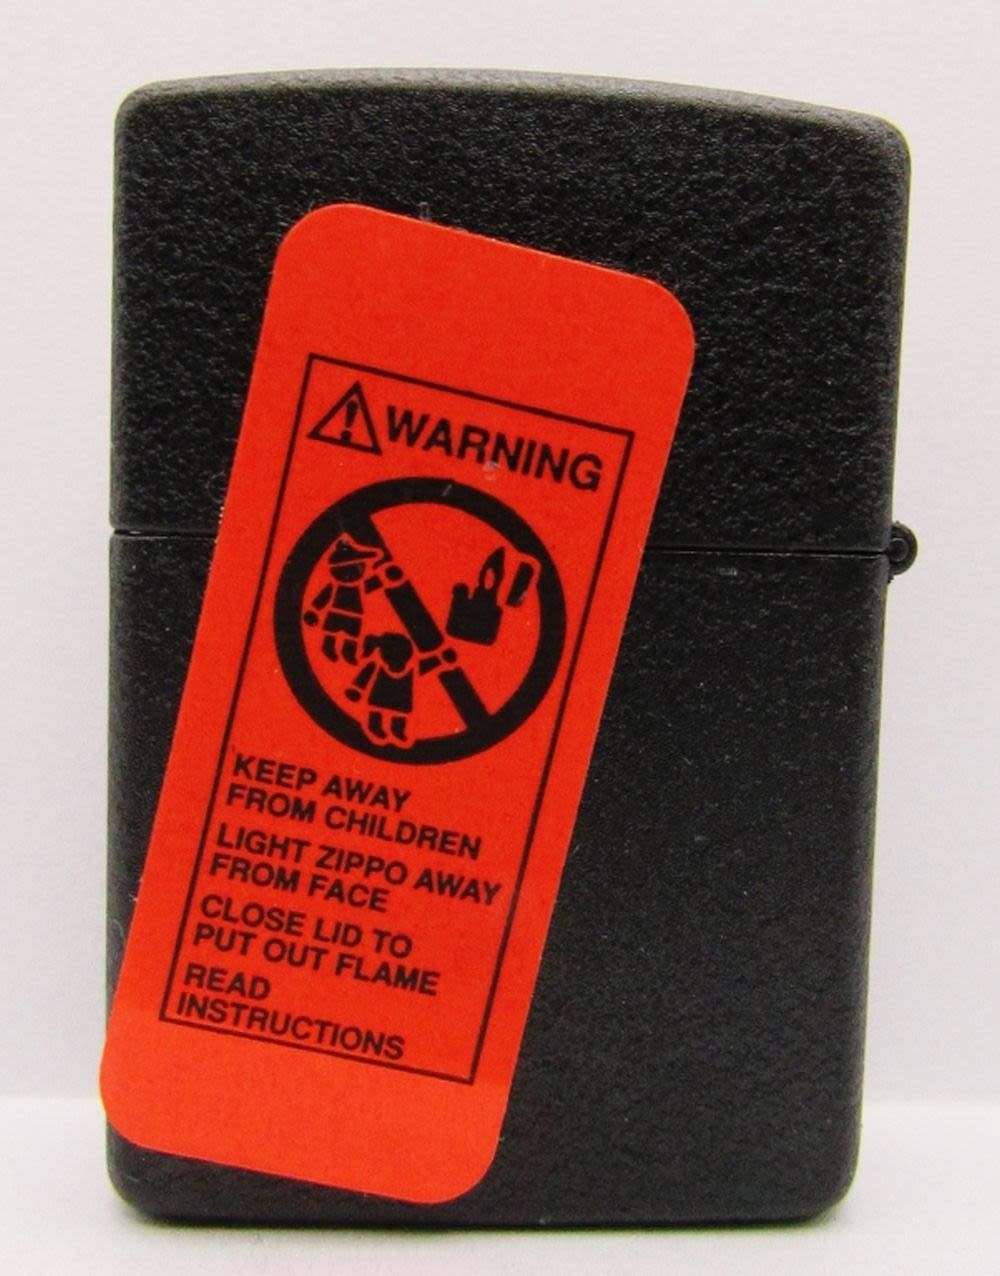 WARNING
KEEP AWAY
FROM CHILDREN
LIGHT ZIPPO AWAY
FROM FACE
CLOSE LID TO
PUT OUT FLAME
READ
INSTRUCTIONS